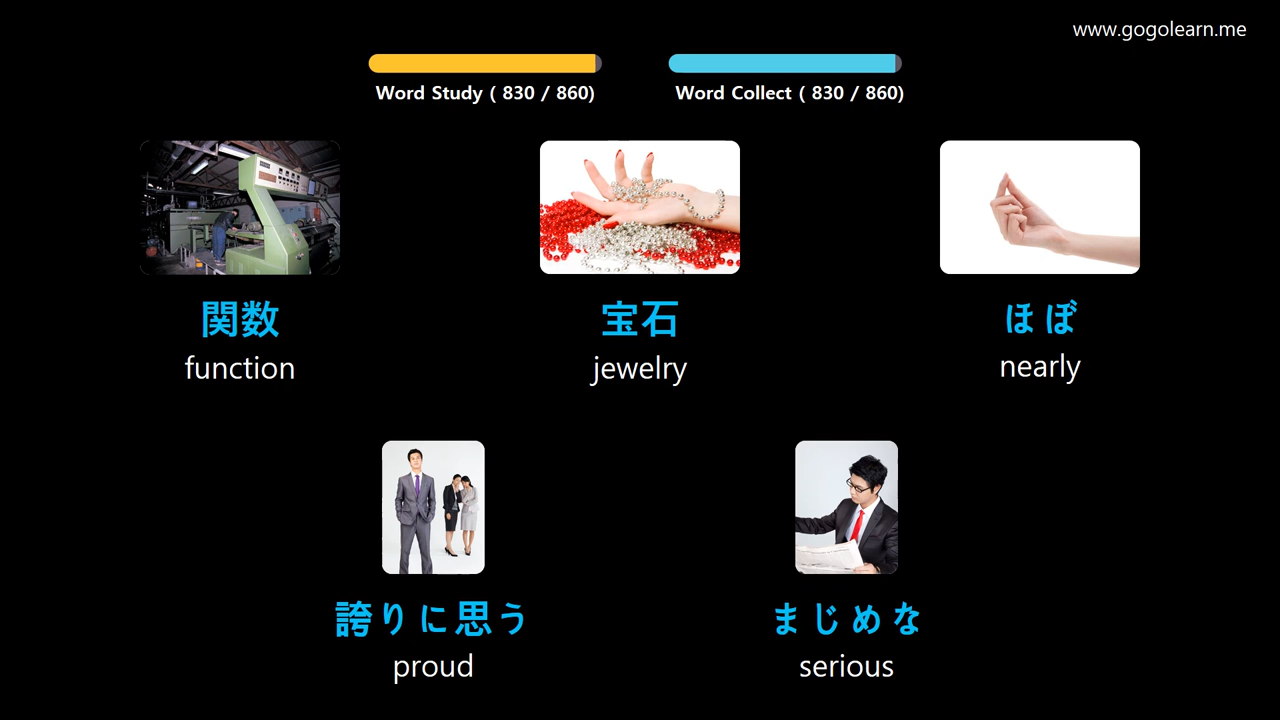 www.gogolearn.me
Word Study ( 830 / 860)
Word Collect ( 830 / 860)
関数
function
宝石
jewelry
ほぼ
nearly
誇りに思う
proud
まじめな
serious